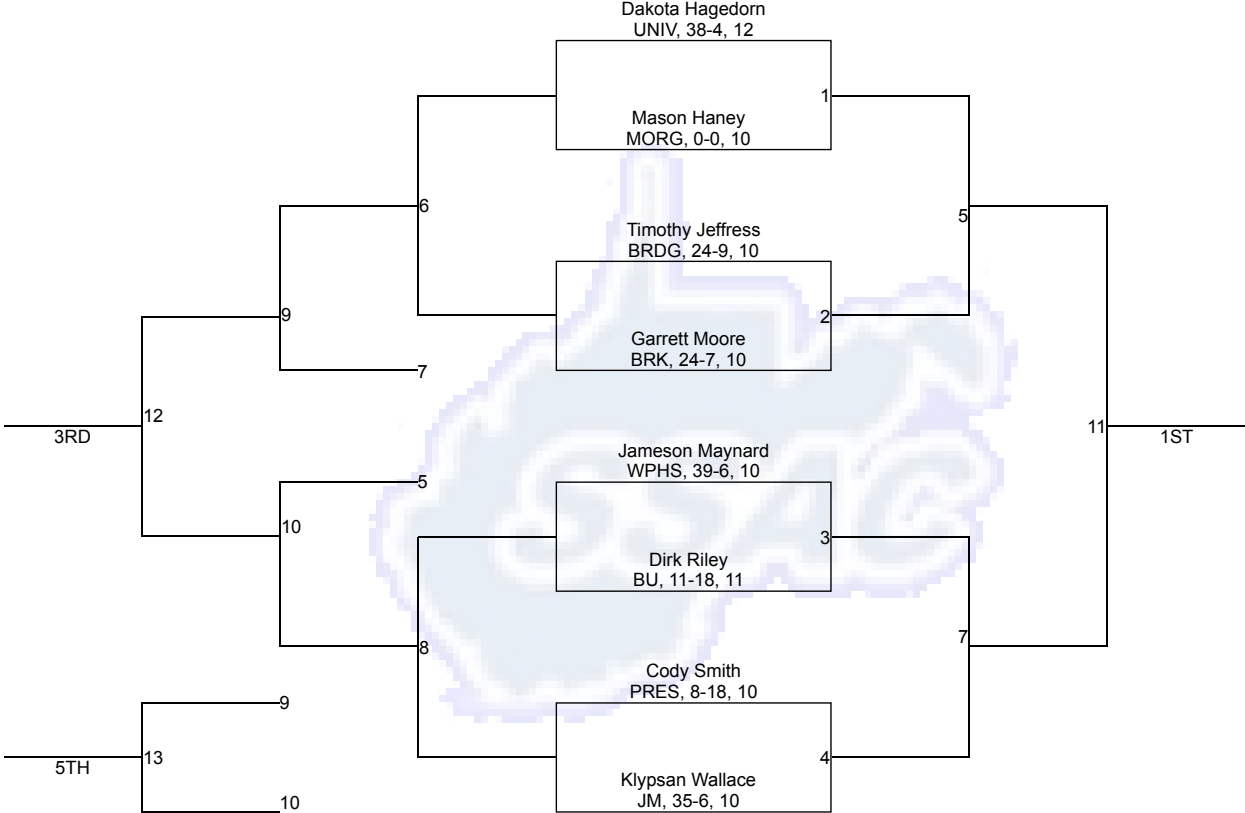 Dakota Hagedorn
UNIV, 38-4, 12
1
Mason Haney
MORG, 0-0, 10
6
5
Timothy Jeffress
BRDG, 24-9, 10
9
2
Garrett Moore
BRK, 24-7, 10
7
12
3RD
11
1ST
Jameson Maynard
WPHS, 39-6, 10
5
10
3
Dirk Riley
BU, 11-18, 11
8
7
Cody Smith
PRES, 8-18, 10
9
13
5TH
4
Klypsan Wallace
JM, 35-6, 10
10
SSAC